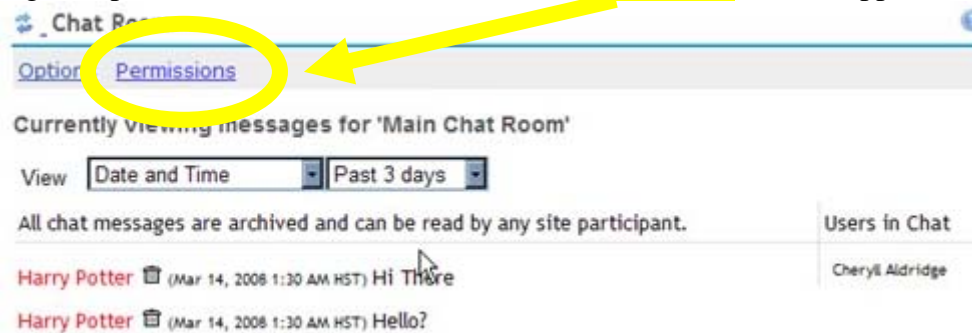 Chat
Option Permissions
Currently viewing messages for 'Main Chat Room'
View Date and Time Past 3 days
All chat messages are archived and can be read by any site participant. Users in Chat
Harry Potter (Mar 14, 2008 1:30 AM HST) Hi There Cheryll Aldridge
Harry Potter (Mar 14, 2008 1:30 AM HST) Hello?